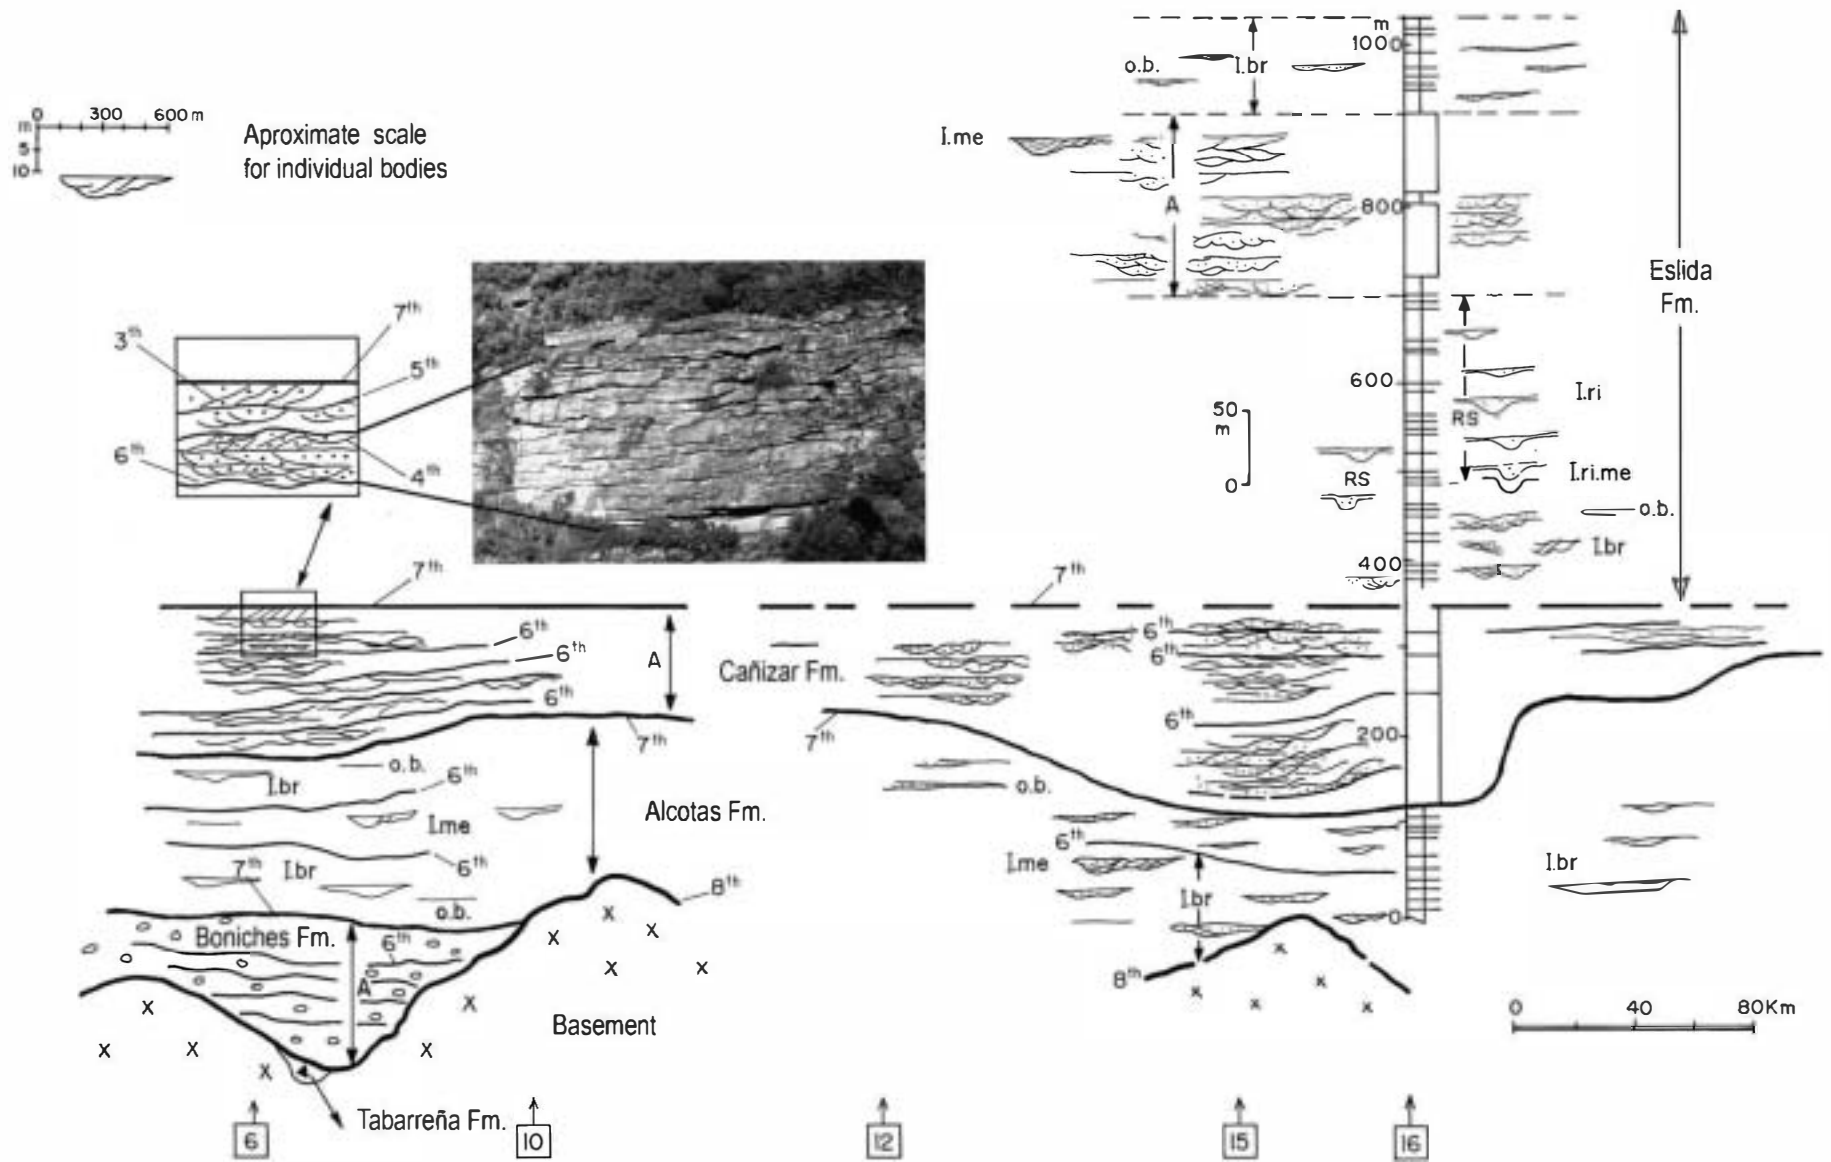 0 300 600 m
m
5
10
Aproximate scale
for individual bodies
3th
7th
5th
6th
4th
7th
6th
6th
6th
A
7th
o.b.
6th
I.br
I.me
6th
7th
I.br
o.b.
Alcotas Fm.
8th
Boniches Fm.
6th
A
Basement
Tabarreña Fm.
6
10
12
15
16
m
1000
o.b.
I.br
I.me
A
800
Eslida
Fm.
600
50
m
0
RS
I.ri
RS
I.ri.me
o.b.
I.br
400
7th
6th
6th
Cañizar Fm.
6th
200
7th
o.b.
6th
I.me
I.br
I.br
0
8th
0 40 80Km